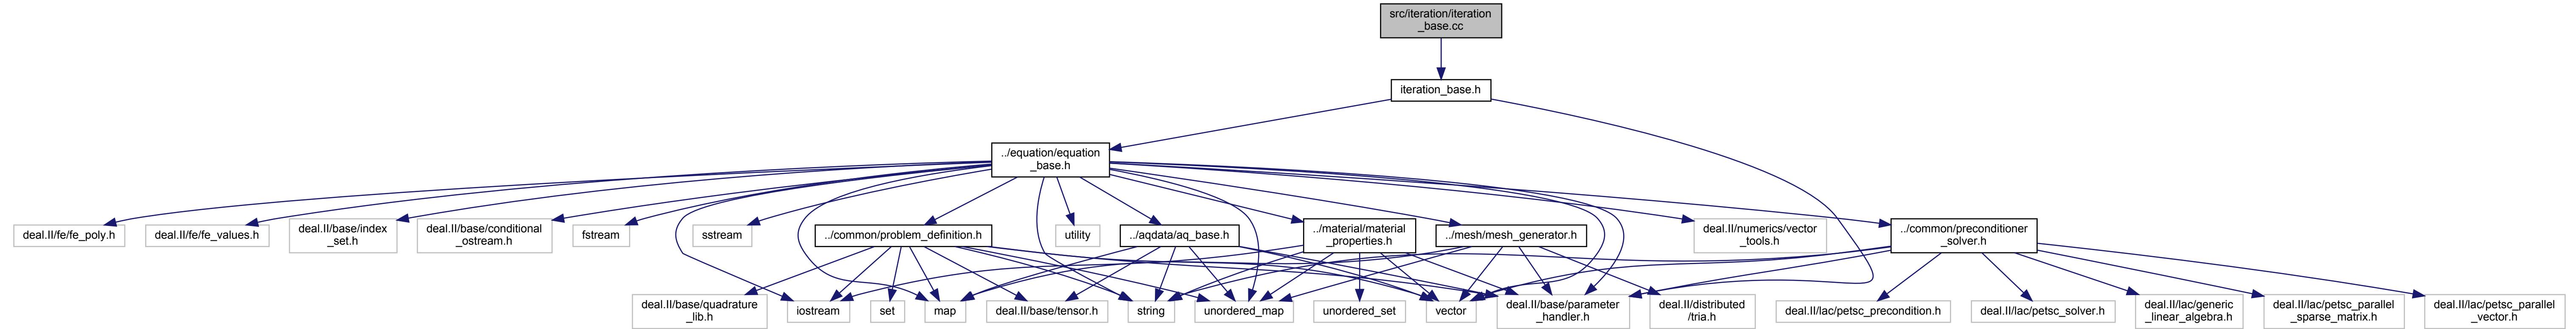 src/iteration/iteration
_base.cc
iteration_base.h
../equation/equation
_base.h
deal.II/fe/fe_poly.h
deal.II/fe/fe_values.h
deal.II/base/index
_set.h
deal.II/base/conditional
_ostream.h
fstream
sstream
../common/problem_definition.h
utility
../aqdata/aq_base.h
../material/material
_properties.h
../mesh/mesh_generator.h
deal.II/numerics/vector
_tools.h
../common/preconditioner
_solver.h
deal.II/base/quadrature
_lib.h
iostream
set
map
deal.II/base/tensor.h
string
unordered_map
unordered_set
vector
deal.II/base/parameter
_handler.h
deal.II/distributed
/tria.h
deal.II/lac/petsc_precondition.h
deal.II/lac/petsc_solver.h
deal.II/lac/generic
_linear_algebra.h
deal.II/lac/petsc_parallel
_sparse_matrix.h
deal.II/lac/petsc_parallel
_vector.h